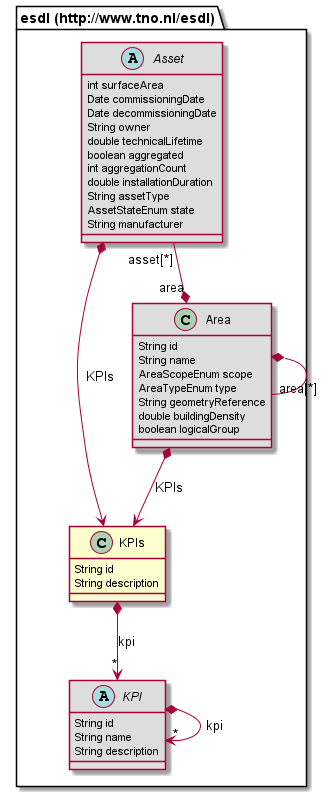 esdl (http://www.tno.nl/esdl)
A Asset
int surfaceArea
Date commissioningDate
Date decommissioningDate
String owner
double technicalLifetime
boolean aggregated
int aggregationCount
double installationDuration
String assetType
AssetStateEnum state
String manufacturer
asset[*]
area
C Area
String id
String name
AreaScopeEnum scope
AreaTypeEnum type
String geometryReference
double buildingDensity
boolean logicalGroup
area[*]
KPIs
KPIs
C KPIs
String id
String description
kpi
*
A KPI
String id
String name
String description
kpi
*